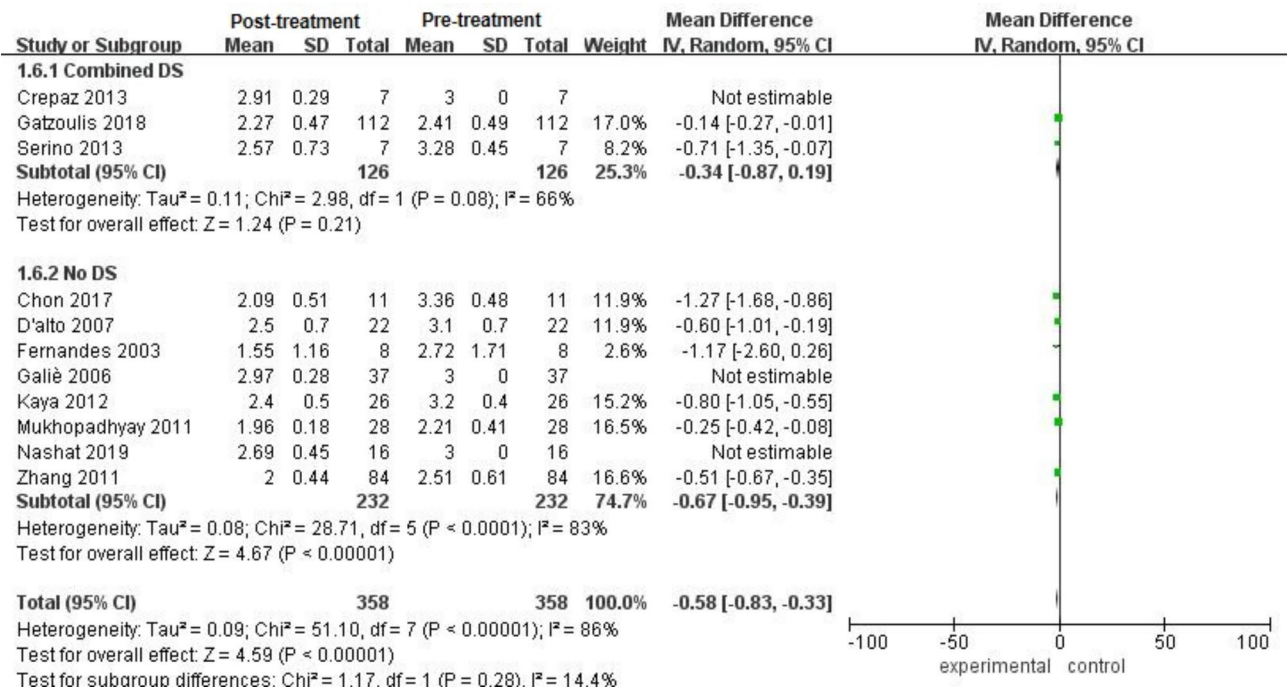 Post-treatment Pre-treatment Mean Difference Mean Difference
Study or Subgroup Mean SD Total Mean SD Total Weight IV, Random, 95% CI IV, Random, 95% CI
1.6.1 Combined DS
Crepaz 2013 2.91 0.29 7 3 0 7 Not estimable
Gatzoulis 2018 2.27 0.47 112 2.41 0.49 112 17.0% -0.14 [-0.27, -0.01]
Serino 2013 2.57 0.73 7 3.28 0.45 7 8.2% -0.71 [-1.35, -0.07]
Subtotal (95% CI) 126 126 25.3% -0.34 [-0.87, 0.19]
Heterogeneity: Tau² = 0.11; Chi² = 2.98, df = 1 (P = 0.08); I² = 66%
Test for overall effect: Z = 1.24 (P = 0.21)
1.6.2 No DS
Chon 2017 2.09 0.51 11 3.36 0.48 11 11.9% -1.27 [-1.68, -0.86]
D'alto 2007 2.5 0.7 22 3.1 0.7 22 11.9% -0.60 [-1.01, -0.19]
Fernandes 2003 1.55 1.16 8 2.72 1.71 8 2.6% -1.17 [-2.60, 0.26]
Galiè 2006 2.97 0.28 37 3 0 37 Not estimable
Kaya 2012 2.4 0.5 26 3.2 0.4 26 15.2% -0.80 [-1.05, -0.55]
Mukhopadhyay 2011 1.96 0.18 28 2.21 0.41 28 16.5% -0.25 [-0.42, -0.08]
Nashat 2019 2.69 0.45 16 3 0 16 Not estimable
Zhang 2011 2 0.44 84 2.51 0.61 84 16.6% -0.51 [-0.67, -0.35]
Subtotal (95% CI) 232 232 74.7% -0.67 [-0.95, -0.39]
Heterogeneity: Tau² = 0.08; Chi² = 28.71, df = 5 (P < 0.0001); I² = 83%
Test for overall effect: Z = 4.67 (P < 0.00001)
Total (95% CI) 358 358 100.0% -0.58 [-0.83, -0.33]
Heterogeneity: Tau² = 0.09; Chi² = 51.10, df = 7 (P < 0.00001); I² = 86%
-100 -50 0 50 100
Test for overall effect: Z = 4.59 (P < 0.00001)
experimental control
Test for subgroup differences: Chi² = 1.17, df = 1 (P = 0.28), I² = 14.4%